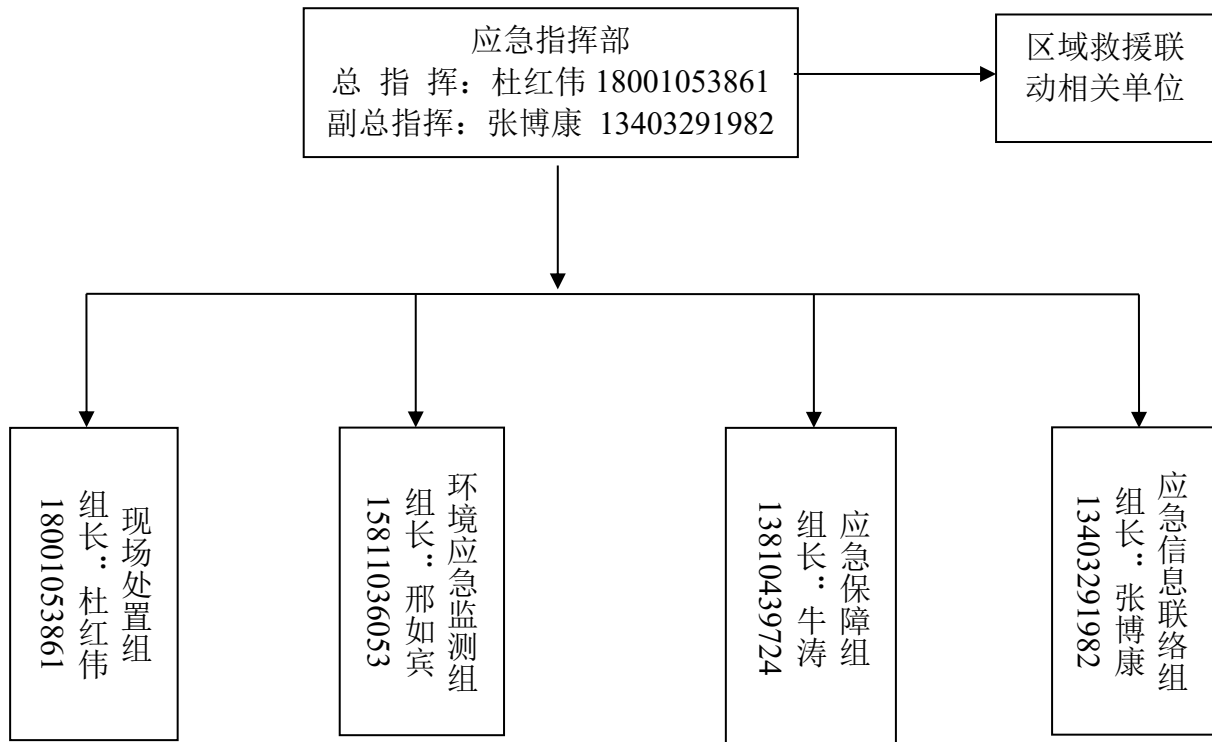 应急指挥部
总 指 挥：杜红伟 18001053861
副总指挥：张博康 13403291982
区域救援联
动相关单位
现场处置组
组长：杜红伟
18001053861
环境应急监测组
组长：邢如宾
15811036053
应急保障组
组长：牛涛
13810439724
应急信息联络组
组长：张博康
13403291982